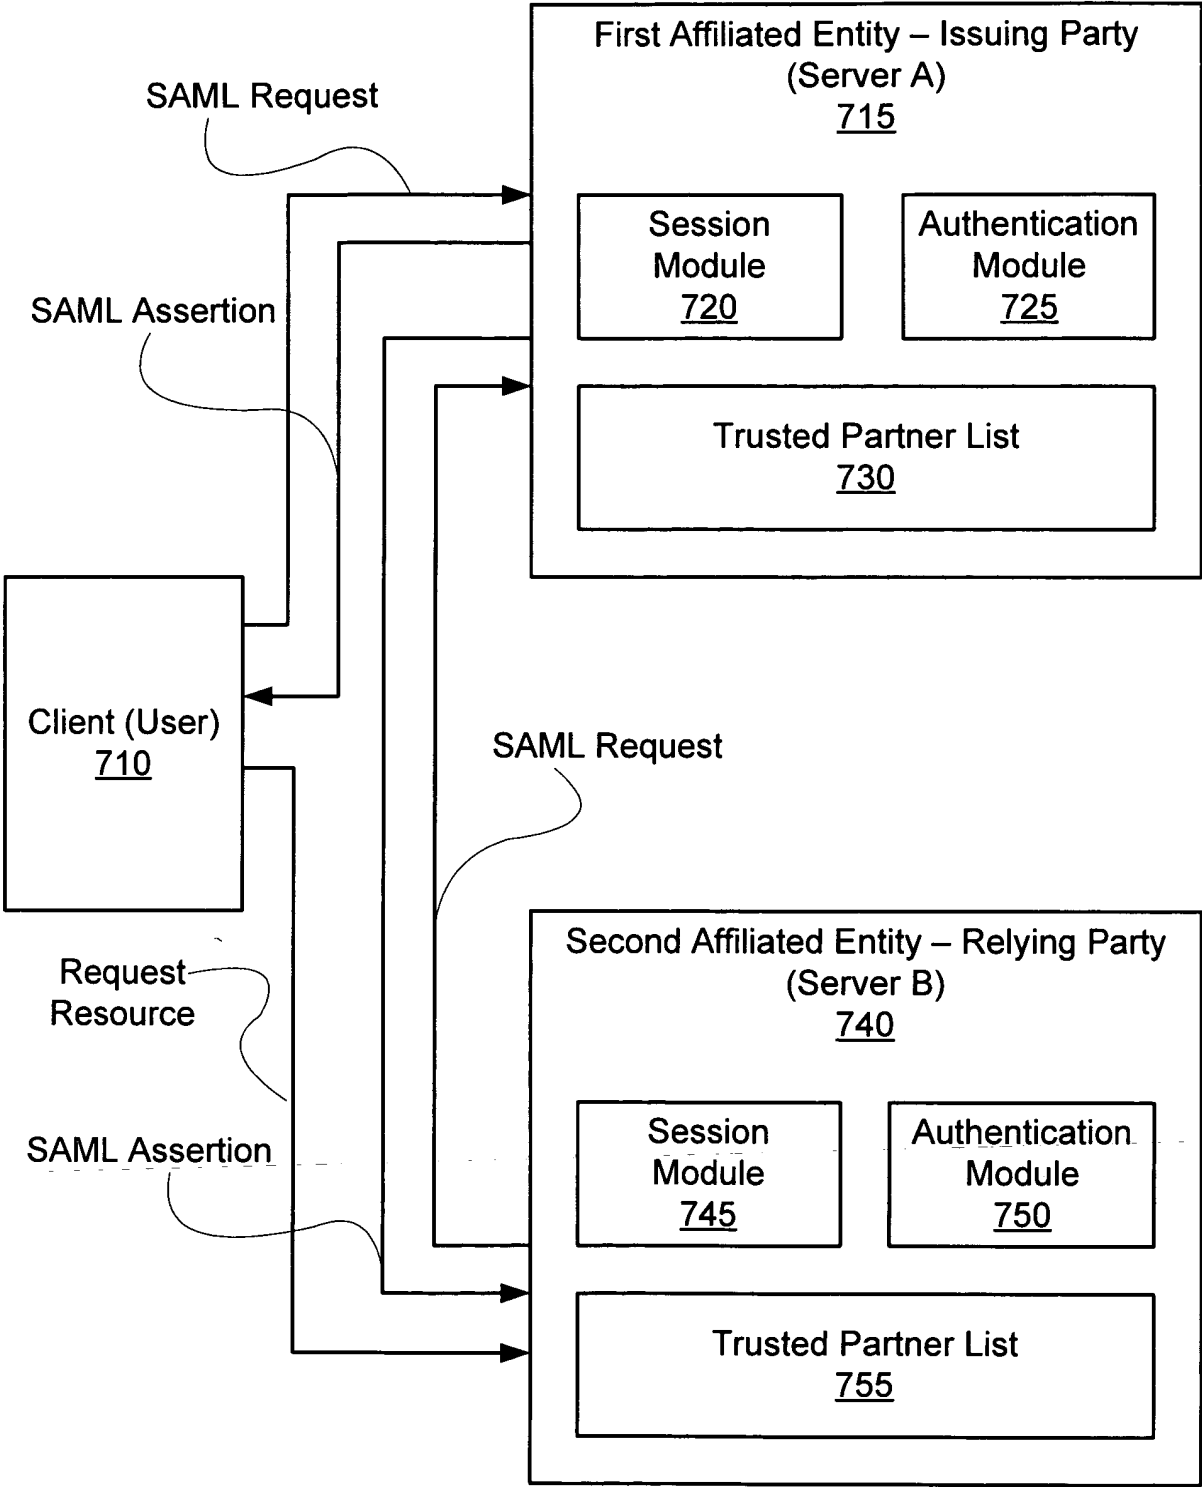 First Affiliated Entity – Issuing Party
(Server A)
715
SAML Request
Session
Module
720
Authentication
Module
725
SAML Assertion
Trusted Partner List
730
Client (User)
710
SAML Request
Second Affiliated Entity – Relying Party
(Server B)
740
Request
Resource
Session
Module
745
Authentication
Module
750
SAML Assertion
Trusted Partner List
755